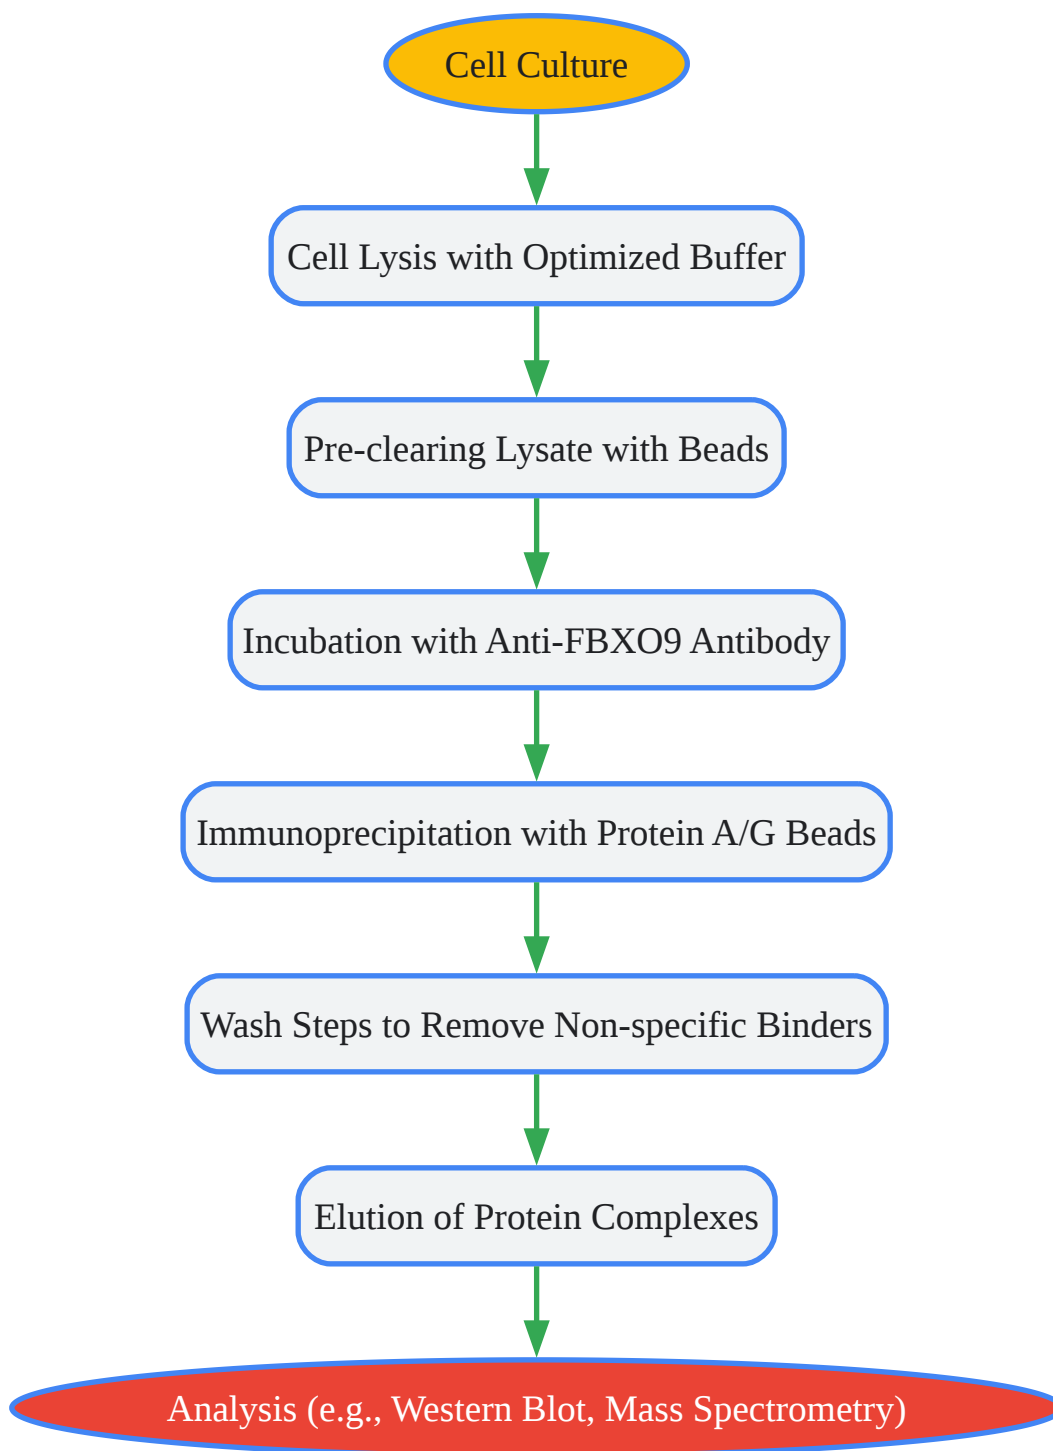 Cell Culture
Cell Lysis with Optimized Buffer
Pre-clearing Lysate with Beads
Incubation with Anti-FBXO9 Antibody
Immunoprecipitation with Protein A/G Beads
Wash Steps to Remove Non-specific Binders
Elution of Protein Complexes
Analysis (e.g., Western Blot, Mass Spectrometry)